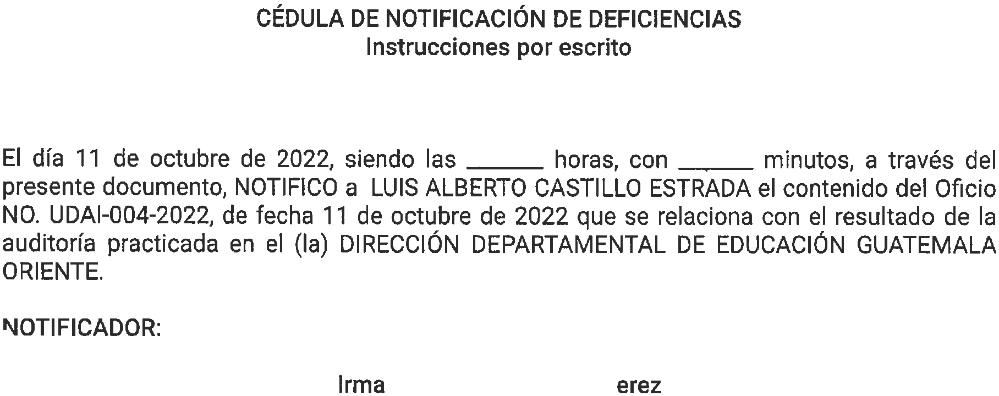 CÉDULA DE NOTIFICACIÓN DE DEFICIENCIAS
Instrucciones por escrito
El día 11 de octubre de 2022, siendo las ______ horas, con ______ minutos, a través del
presente documento, NOTIFICO a LUIS ALBERTO CASTILLO ESTRADA el contenido del Oficio
NO. UDAI-004-2022, de fecha 11 de octubre de 2022 que se relaciona con el resultado de la
auditoría practicada en el (la) DIRECCIÓN DEPARTAMENTAL DE EDUCACIÓN GUATEMALA
ORIENTE.
NOTIFICADOR:
Irma erez